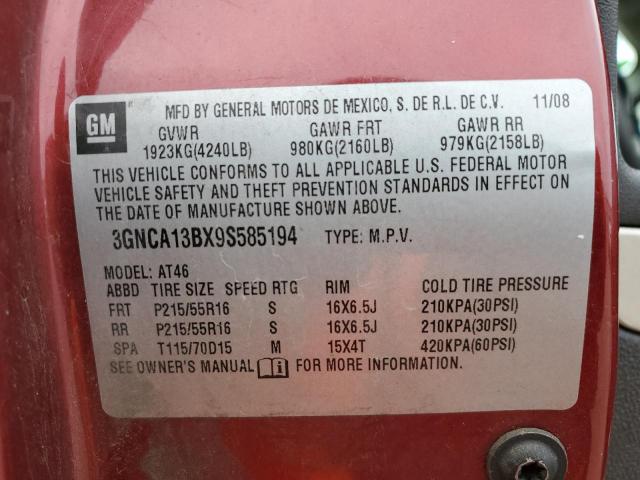 GM
MFD BY GENERAL MOTORS DE MEXICO, S. DE R.L. DE C.V. 11/08
GVWR GAWR FRT GAWR RR
1923KG(4240LB) 980KG(2160LB) 979KG(2158LB)
THIS VEHICLE CONFORMS TO ALL APPLICABLE U.S. FEDERAL MOTOR
VEHICLE SAFETY AND THEFT PREVENTION STANDARDS IN EFFECT ON
THE DATE OF MANUFACTURE SHOWN ABOVE.
3GNCA13BX9S585194 TYPE: M.P.V.
MODEL: AT46
ABBD TIRE SIZE SPEED RTG RIM COLD TIRE PRESSURE
FRT P215/55R16 S 16X6.5J 210KPA(30PSI)
RR P215/55R16 S 16X6.5J 210KPA(30PSI)
SPA T115/70D15 M 15X4T 420KPA(60PSI)
SEE OWNER'S MANUAL FOR MORE INFORMATION.